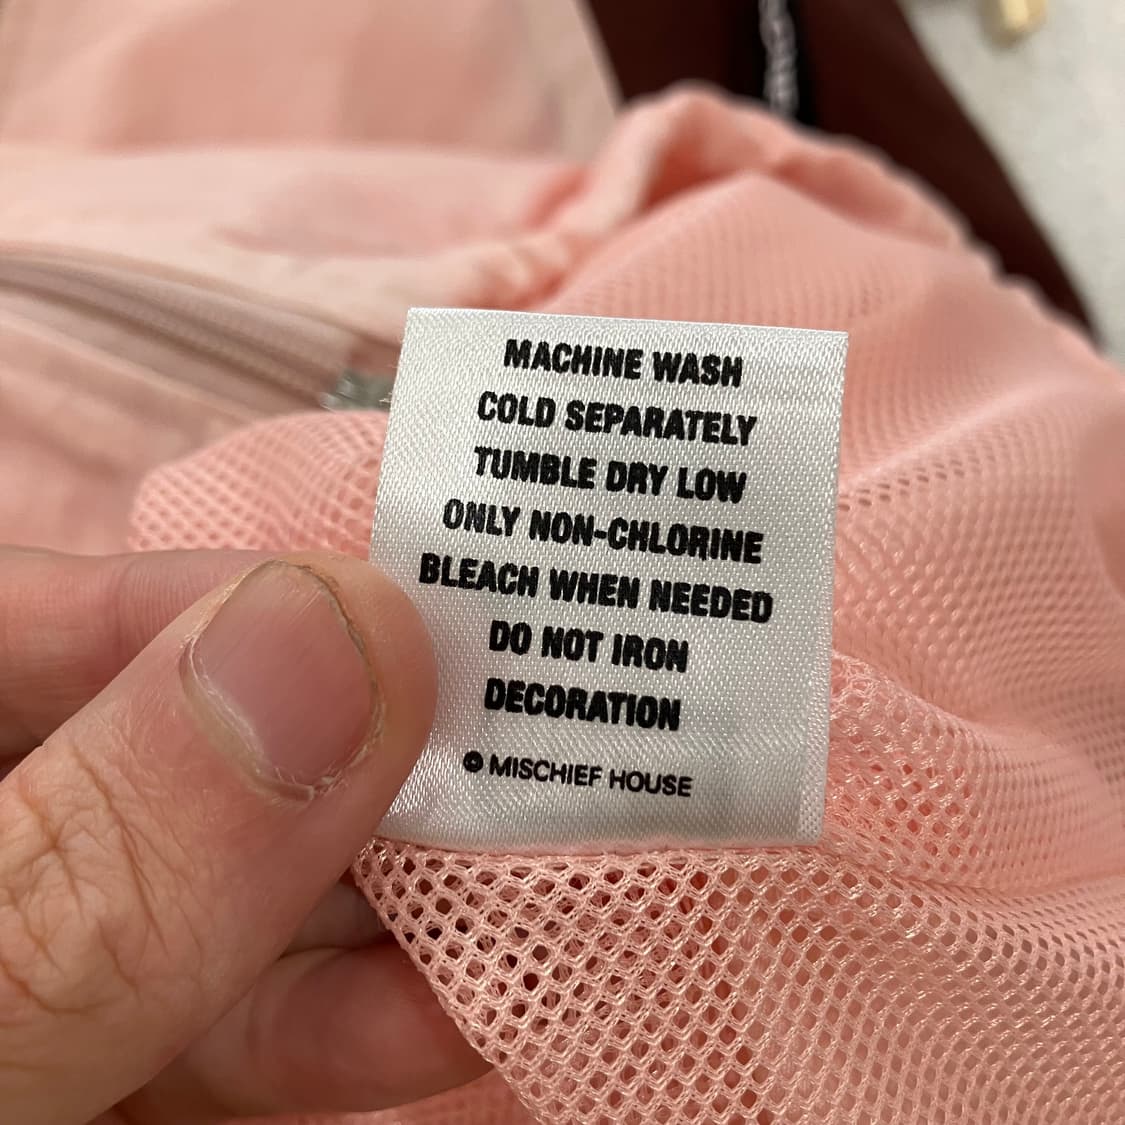 MACHINE WASH
COLD SEPARATELY
TUMBLE DRY LOW
ONLY NON-CHLORINE
BLEACH WHEN NEEDED
DO NOT IRON
DECORATION
© MISCHIEF HOUSE